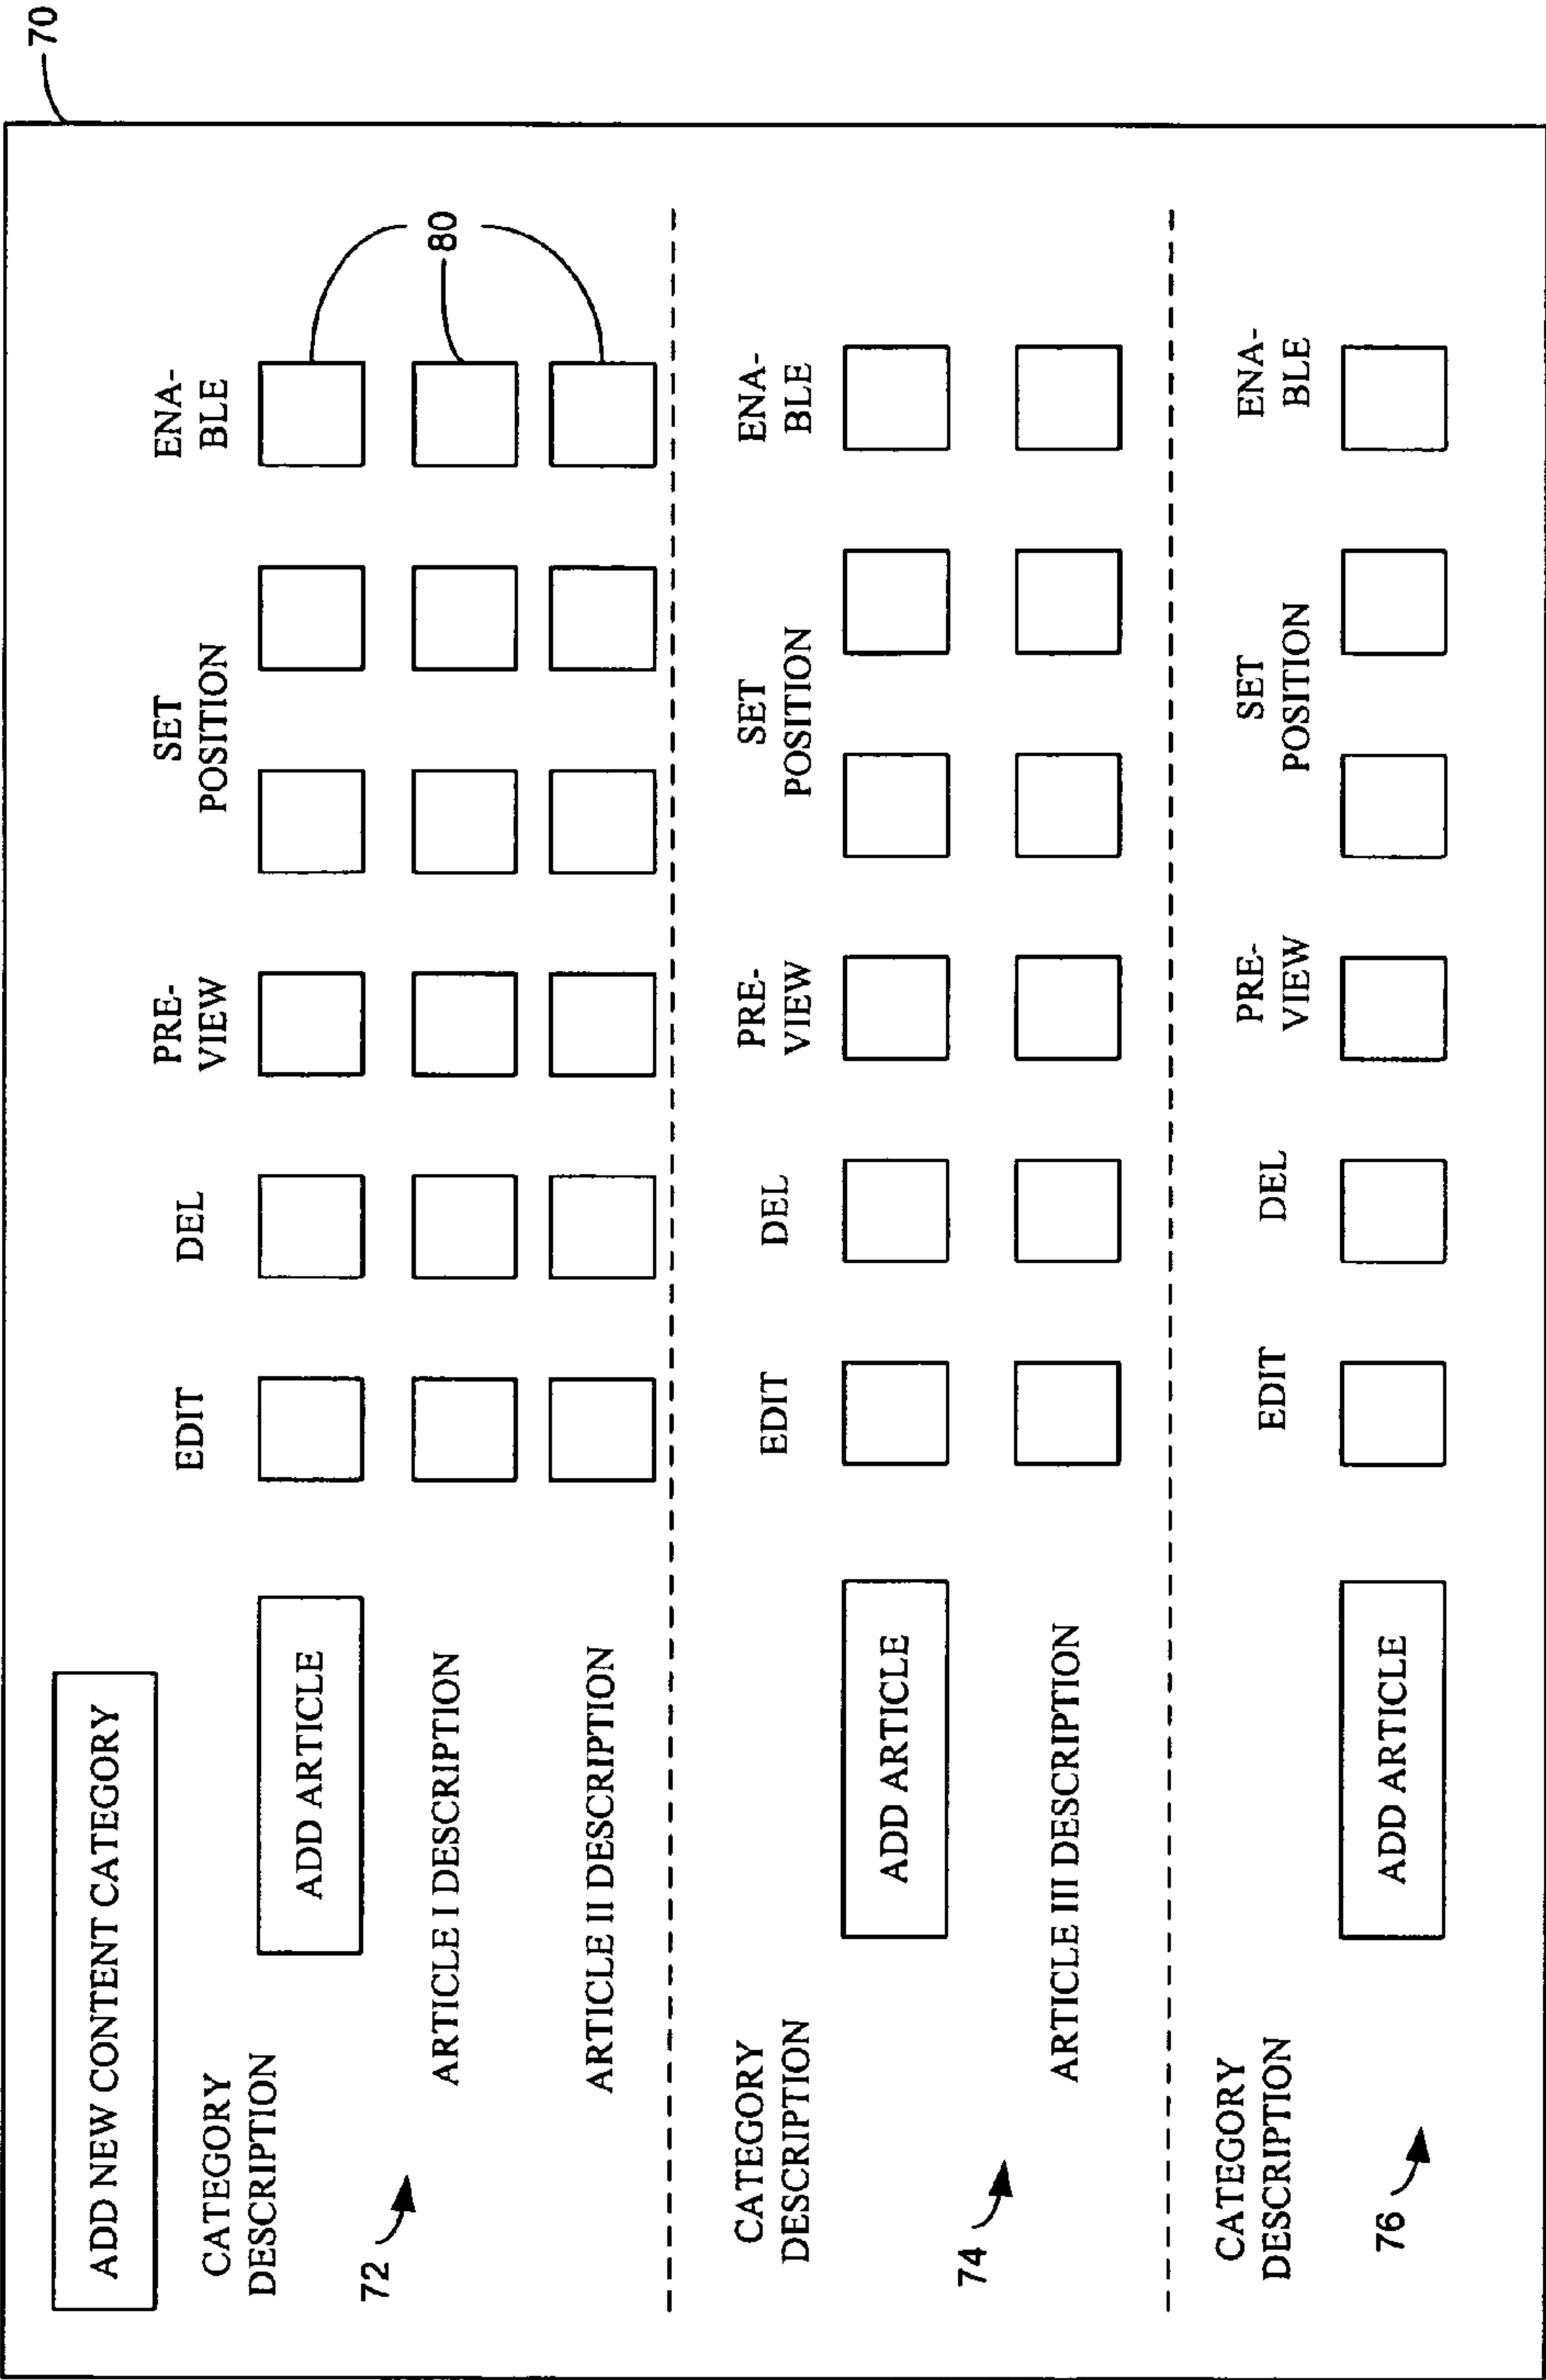 70
ADD NEW CONTENT CATEGORY
CATEGORY
DESCRIPTION
EDIT
DEL
PRE-
VIEW
SET
POSITION
ENA-
BLE
ADD ARTICLE
72
80
ARTICLE I DESCRIPTION
ARTICLE II DESCRIPTION
CATEGORY
DESCRIPTION
EDIT
DEL
PRE-
VIEW
SET
POSITION
ENA-
BLE
ADD ARTICLE
74
ARTICLE III DESCRIPTION
CATEGORY
DESCRIPTION
EDIT
DEL
PRE-
VIEW
SET
POSITION
ENA-
BLE
ADD ARTICLE
76